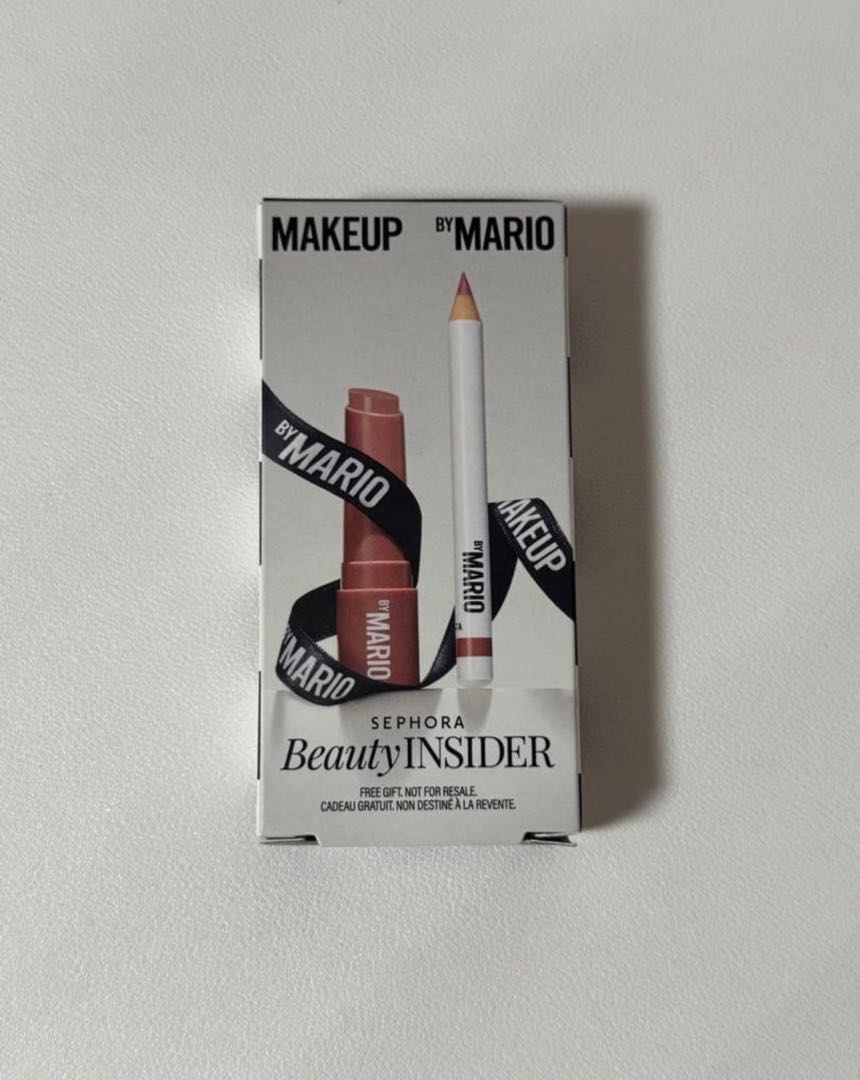 MAKEUP BY MARIO
BY MARIO
MAKEUP
BY MARIO
BY MARIO
BY MARIO
SEPHORA
Beauty INSIDER
FREE GIFT. NOT FOR RESALE.
CADEAU GRATUIT. NON DESTINÉ À LA REVENTE.